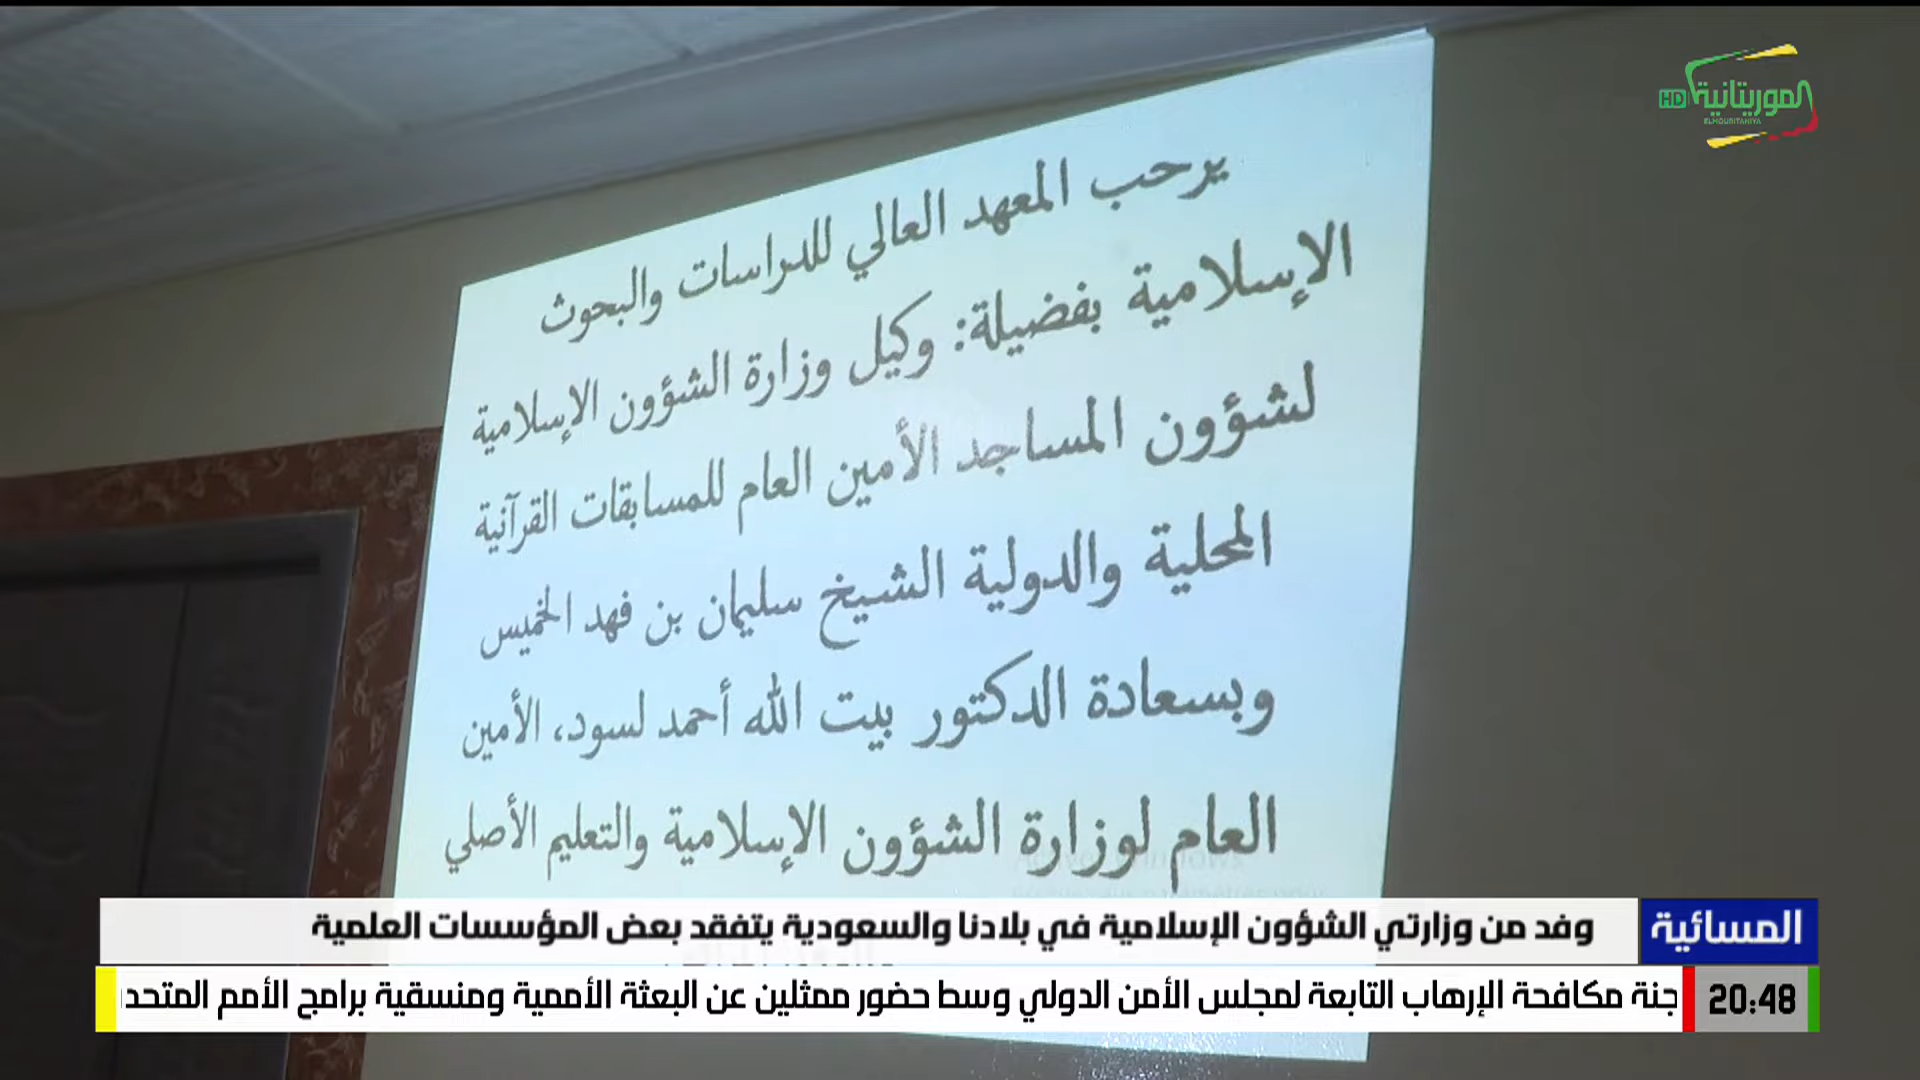 الموريتانية
HD
ELMOURITANIYA
يرحب المعهد العالي للدراسات والبحوث
الإسلامية بفضيلة: وكيل وزارة الشؤون الإسلامية
لشؤون المساجد الأمين العام للمسابقات القرآنية
المحلية والدولية الشيخ سليمان بن فهد الخميس
وبسعادة الدكتور بيت الله أحمد لسود، الأمين
العام لوزارة الشؤون الإسلامية والتعليم الأصلي
المسائية
وفد من وزارتي الشؤون الإسلامية في بلادنا والسعودية يتفقد بعض المؤسسات العلمية
20:48
جنة مكافحة الإرهاب التابعة لمجلس الأمن الدولي وسط حضور ممثلين عن البعثة الأممية ومنسقية برامج الأمم المتحد